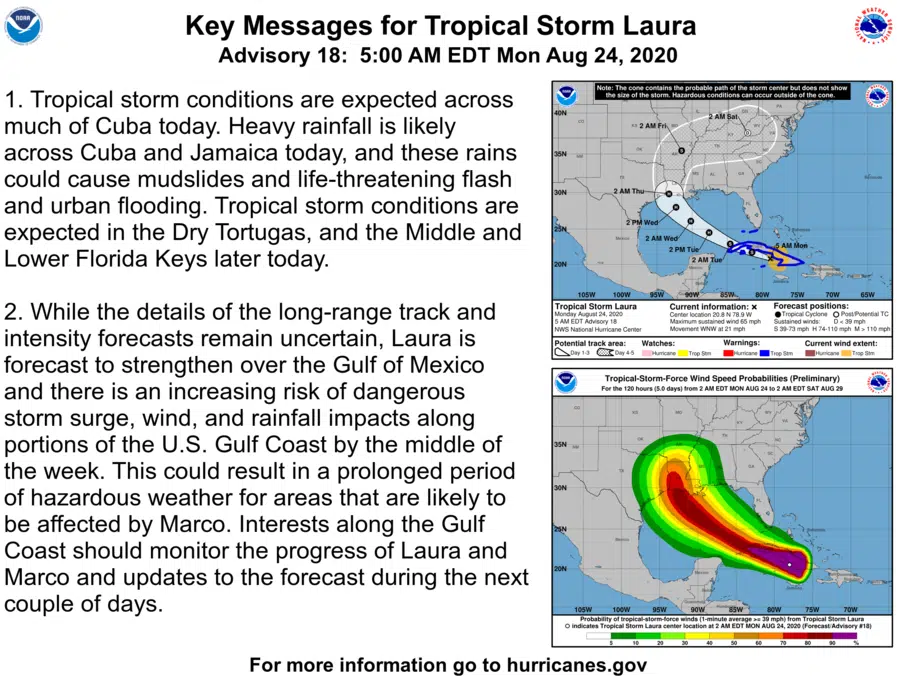 Key Messages for Tropical Storm Laura
Advisory 18: 5:00 AM EDT Mon Aug 24, 2020
1. Tropical storm conditions are expected across
much of Cuba today. Heavy rainfall is likely
across Cuba and Jamaica today, and these rains
could cause mudslides and life-threatening flash
and urban flooding. Tropical storm conditions are
expected in the Dry Tortugas, and the Middle and
Lower Florida Keys later today.
2. While the details of the long-range track and
intensity forecasts remain uncertain, Laura is
forecast to strengthen over the Gulf of Mexico
and there is an increasing risk of dangerous
storm surge, wind, and rainfall impacts along
portions of the U.S. Gulf Coast by the middle of
the week. This could result in a prolonged period
of hazardous weather for areas that are likely to
be affected by Marco. Interests along the Gulf
Coast should monitor the progress of Laura and
Marco and updates to the forecast during the next
couple of days.
Note: The cone contains the probable path of the storm center but does not show
the size of the storm. Hazardous conditions can occur outside of the cone.
40N
2 AM Sat
2 AM Fri
35N
2 AM Thu
30N
2 PM Wed
25N
2 AM Wed
5 AM Mon
2 PM Tue
2 AM Tue
20N
Mexico
105W 100W 95W 90W 85W 80W 75W 70W 65W
Tropical Storm Laura
Monday August 24, 2020
5 AM EDT Advisory 18
NWS National Hurricane Center
Current information: x
Center location 20.8 N 78.9 W
Maximum sustained wind 65 mph
Movement WNW at 21 mph
Forecast positions:
Tropical Cyclone Post/Potential TC
Sustained winds: D < 39 mph
S 39-73 mph H 74-110 mph M > 110 mph
Potential track area:
Day 1-3 Day 4-5
Watches:
Hurricane Trop Stm
Warnings:
Hurricane Trop Stm
Current wind extent:
Hurricane Trop Stm
Tropical-Storm-Force Wind Speed Probabilities (Preliminary)
For the 120 hours (5.0 days) from 2 AM EDT MON AUG 24 to 2 AM EDT SAT AUG 29
35N
30N
25N
20N
Mexico
105W 100W 95W 90W 85W 80W 75W 70W
Probability of tropical-storm-force winds (1-minute average >= 39 mph) from Tropical Storm Laura
indicates Tropical Storm Laura center location at 2 AM EDT MON AUG 24, 2020 (Forecast/Advisory #18)
5 10 20 30 40 50 60 70 80 90 %
For more information go to hurricanes.gov